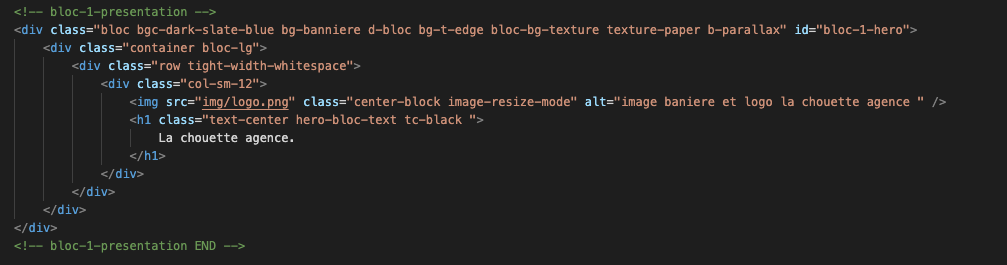 <!-- bloc-1-presentation -->
<div class="bloc bgc-dark-slate-blue bg-banniere d-bloc bg-t-edge bloc-bg-texture texture-paper b-parallax" id="bloc-1-hero">
<div class="container bloc-lg">
<div class="row tight-width-whitespace">
<div class="col-sm-12">
<img src="img/logo.png" class="center-block image-resize-mode" alt="image baniere et logo la chouette agence " />
<h1 class="text-center hero-bloc-text tc-black ">
La chouette agence.
</h1>
</div>
</div>
</div>
</div>
<!-- bloc-1-presentation END -->